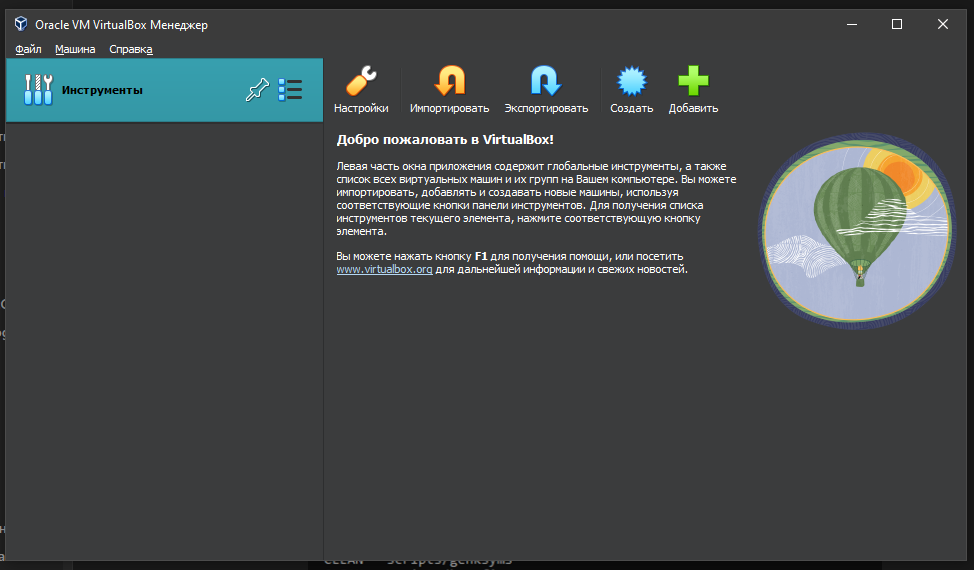 Oracle VM VirtualBox Менеджер
Файл Машина Справка
Инструменты
Настройки Импортировать Экспортировать Создать Добавить
Добро пожаловать в VirtualBox!
Левая часть окна приложения содержит глобальные инструменты, а также
список всех виртуальных машин и их групп на Вашем компьютере. Вы можете
импортировать, добавлять и создавать новые машины, используя
соответствующие кнопки панели инструментов. Для получения списка
инструментов текущего элемента, нажмите соответствующую кнопку
элемента.
Вы можете нажать кнопку F1 для получения помощи, или посетить
www.virtualbox.org для дальнейшей информации и свежих новостей.